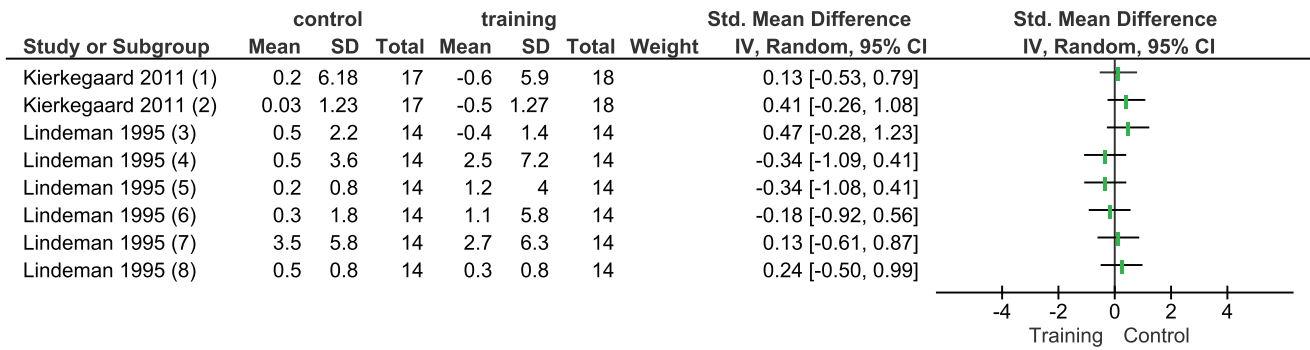 control training Std. Mean Difference Std. Mean Difference
Study or Subgroup Mean SD Total Mean SD Total Weight IV, Random, 95% CI IV, Random, 95% CI
Kierkegaard 2011 (1) 0.2 6.18 17 -0.6 5.9 18 0.13 [-0.53, 0.79]
Kierkegaard 2011 (2) 0.03 1.23 17 -0.5 1.27 18 0.41 [-0.26, 1.08]
Lindeman 1995 (3) 0.5 2.2 14 -0.4 1.4 14 0.47 [-0.28, 1.23]
Lindeman 1995 (4) 0.5 3.6 14 2.5 7.2 14 -0.34 [-1.09, 0.41]
Lindeman 1995 (5) 0.2 0.8 14 1.2 4 14 -0.34 [-1.08, 0.41]
Lindeman 1995 (6) 0.3 1.8 14 1.1 5.8 14 -0.18 [-0.92, 0.56]
Lindeman 1995 (7) 3.5 5.8 14 2.7 6.3 14 0.13 [-0.61, 0.87]
Lindeman 1995 (8) 0.5 0.8 14 0.3 0.8 14 0.24 [-0.50, 0.99]
-4 -2 0 2 4
Training Control